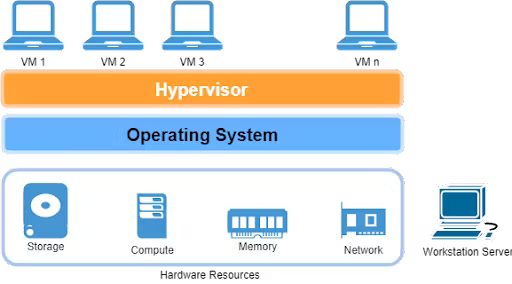 VM 1
VM 2
VM 3
VM n
Hypervisor
Operating System
Storage
Compute
Memory
Network
Workstation Server
Hardware Resources